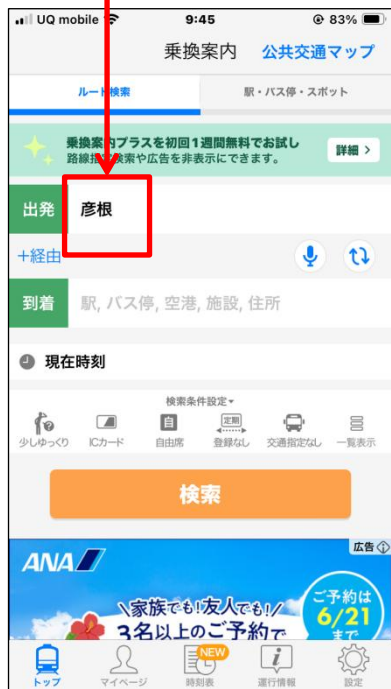 UQ mobile 9:45 83%
乗換案内 公共交通マップ
ルート検索 駅・バス停・スポット
乗換案内プラスを初回1週間無料でお試し
路線検索や広告を非表示にできます。
詳細 >
出発 彦根
+経由
到着 駅, バス停, 空港, 施設, 住所
現在時刻
検索条件設定
自 定期
少しゆっくり ICカード 自由席 登録なし 交通指定なし 一覧表示
検索
広告
ANA
家族でも!友人でも!
3名以上のご予約で
ご予約は
6/21
まで
NEW
トップ マイページ 時刻表 運行情報 設定